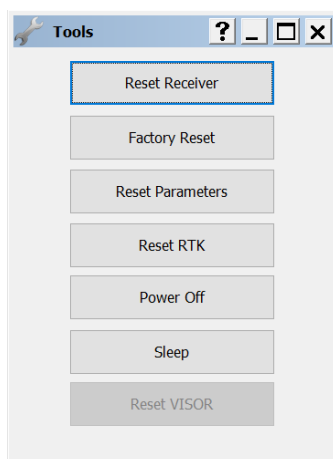 Tools
Reset Receiver
Factory Reset
Reset Parameters
Reset RTK
Power Off
Sleep
Reset VISOR